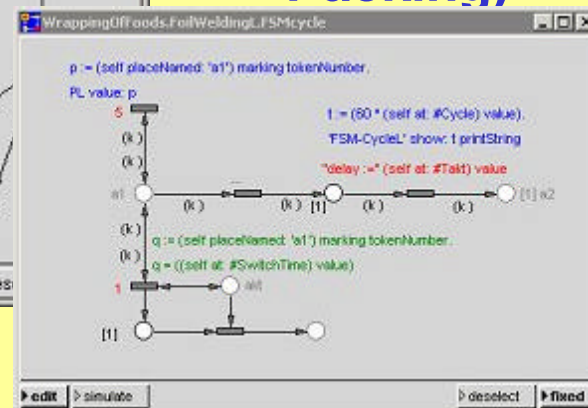 Packing)
WrappingOfFoods.FoilWeldingL.FSMcycle
p := (self placeNamed: 'a1') marking tokenNumber.
PL value: p
5
t := (60 * (self at: #Cycle) value).
(k )
'FSM-CycleL' show: t printString
(k )
"delay :=" (self at: #Takt) value
a1
(k )
(k )
[1]
(k )
(k )
[1] a2
(k )
q := (self placeNamed: 'a1') marking tokenNumber.
(k )
q = ((self at: #SwitchTime) value)
1
akt
[1]
edit
simulate
deselect
fixed